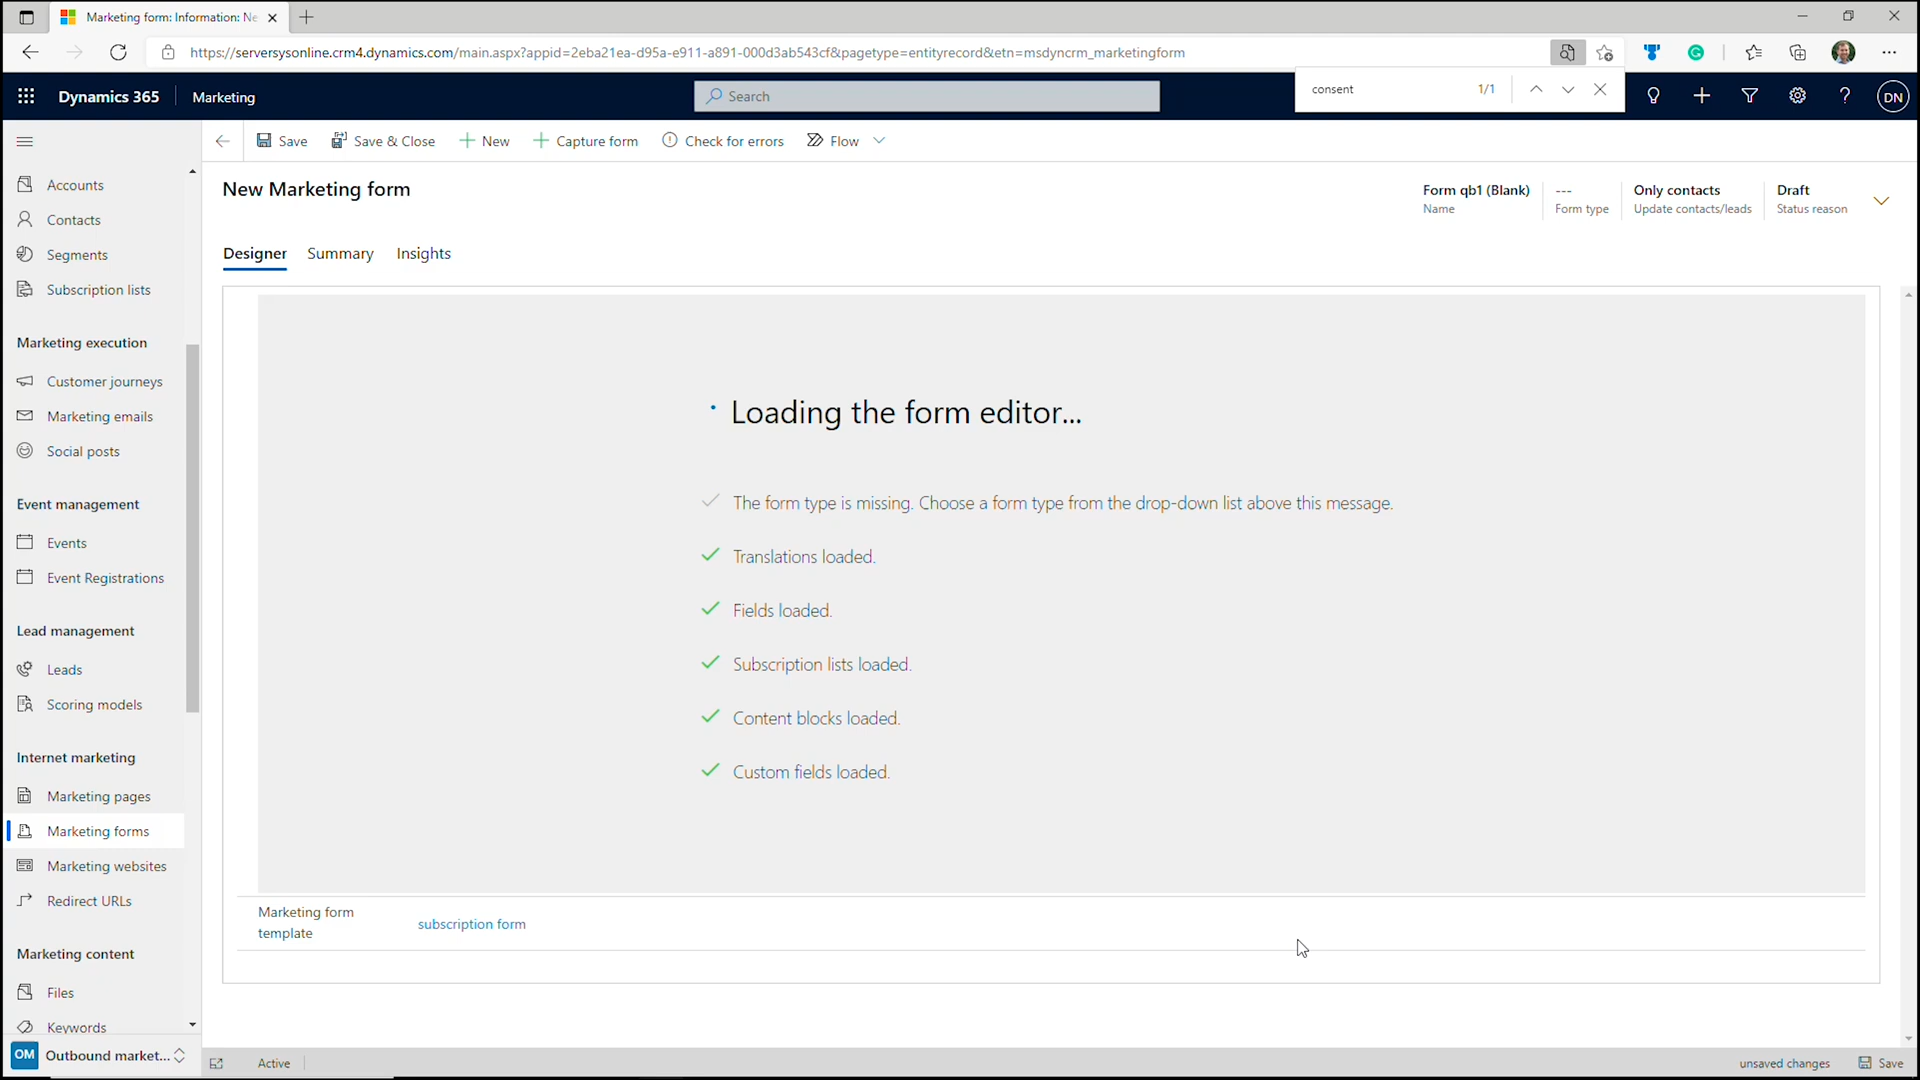 Marketing form: Information: Ne
https://serversysonline.crm4.dynamics.com/main.aspx?appid=2eba21ea-d95a-e911-a891-000d3ab543cf&pagetype=entityrecord&etn=msdyncrm_marketingform
Dynamics 365
Marketing
Search
consent
1/1
DN
Save
Save & Close
New
Capture form
Check for errors
Flow
New Marketing form
Form qb1 (Blank)
Name
---
Form type
Only contacts
Update contacts/leads
Draft
Status reason
Designer
Summary
Insights
Accounts
Contacts
Segments
Subscription lists
Marketing execution
Customer journeys
Marketing emails
Social posts
Event management
Events
Event Registrations
Lead management
Leads
Scoring models
Internet marketing
Marketing pages
Marketing forms
Marketing websites
Redirect URLs
Marketing content
Files
Keywords
OM
Outbound market...
Loading the form editor...
The form type is missing. Choose a form type from the drop-down list above this message.
Translations loaded.
Fields loaded.
Subscription lists loaded.
Content blocks loaded.
Custom fields loaded.
Marketing form
template
subscription form
Active
unsaved changes
Save